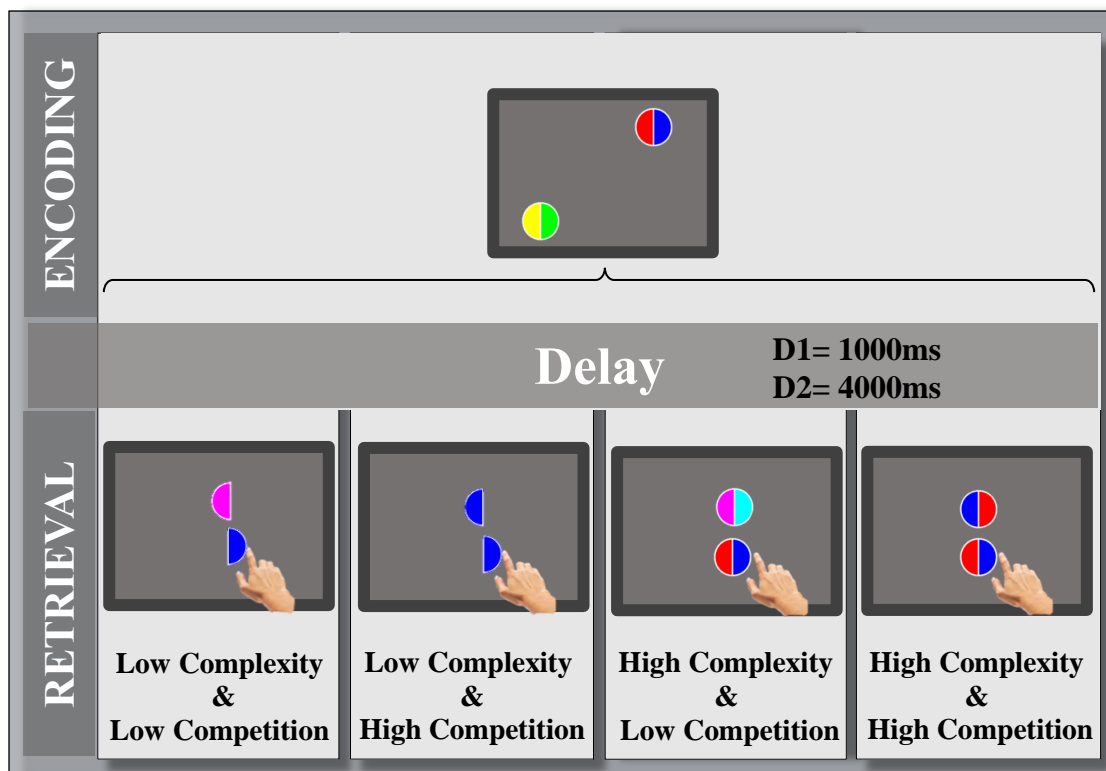 ENCODING
Delay
D1= 1000ms
D2= 4000ms
RETRIEVAL
Low Complexity
&
Low Competition
Low Complexity
&
High Competition
High Complexity
&
Low Competition
High Complexity
&
High Competition